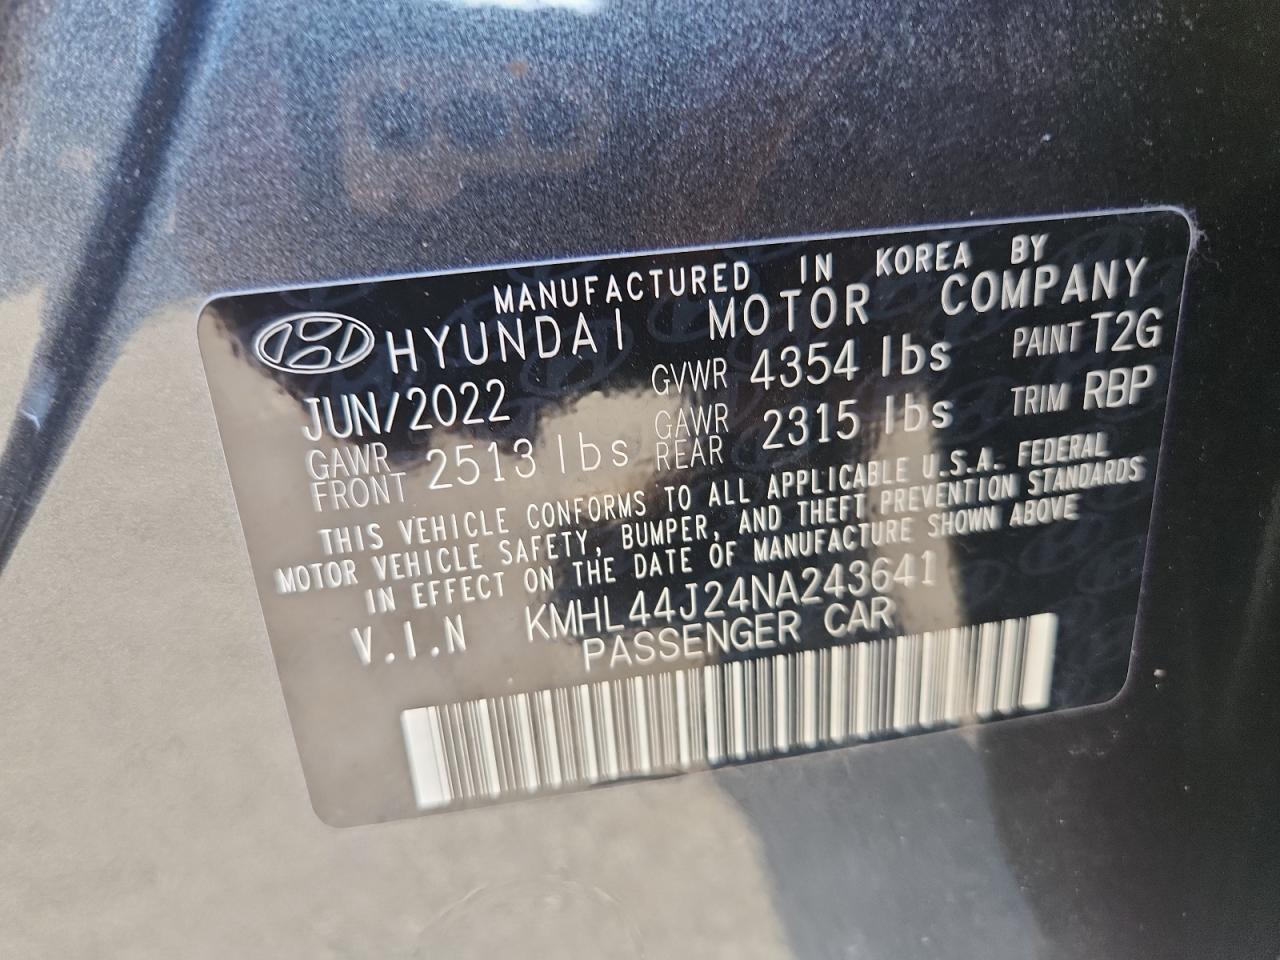 MANUFACTURED IN KOREA BY
HYUNDAI MOTOR COMPANY
JUN/2022 GVWR 4354 lbs PAINT T2G
GAWR FRONT 2513 lbs GAWR REAR 2315 lbs TRIM RBP
THIS VEHICLE CONFORMS TO ALL APPLICABLE U.S.A. FEDERAL
MOTOR VEHICLE SAFETY, BUMPER, AND THEFT PREVENTION STANDARDS
IN EFFECT ON THE DATE OF MANUFACTURE SHOWN ABOVE
V.I.N KMHL44J24NA243641
PASSENGER CAR